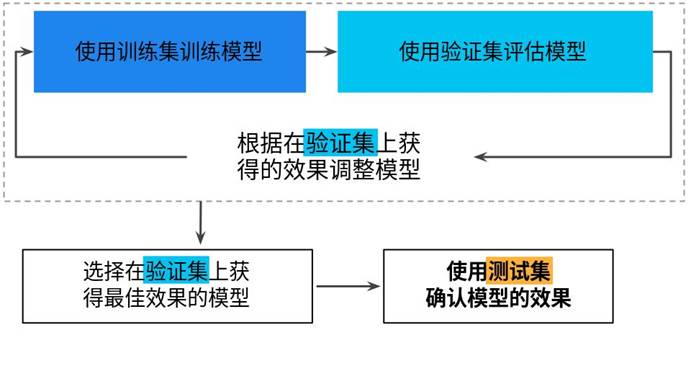 使用训练集训练模型
使用验证集评估模型
根据在验证集上获
得的效果调整模型
选择在验证集上获
得最佳效果的模型
使用测试集
确认模型的效果